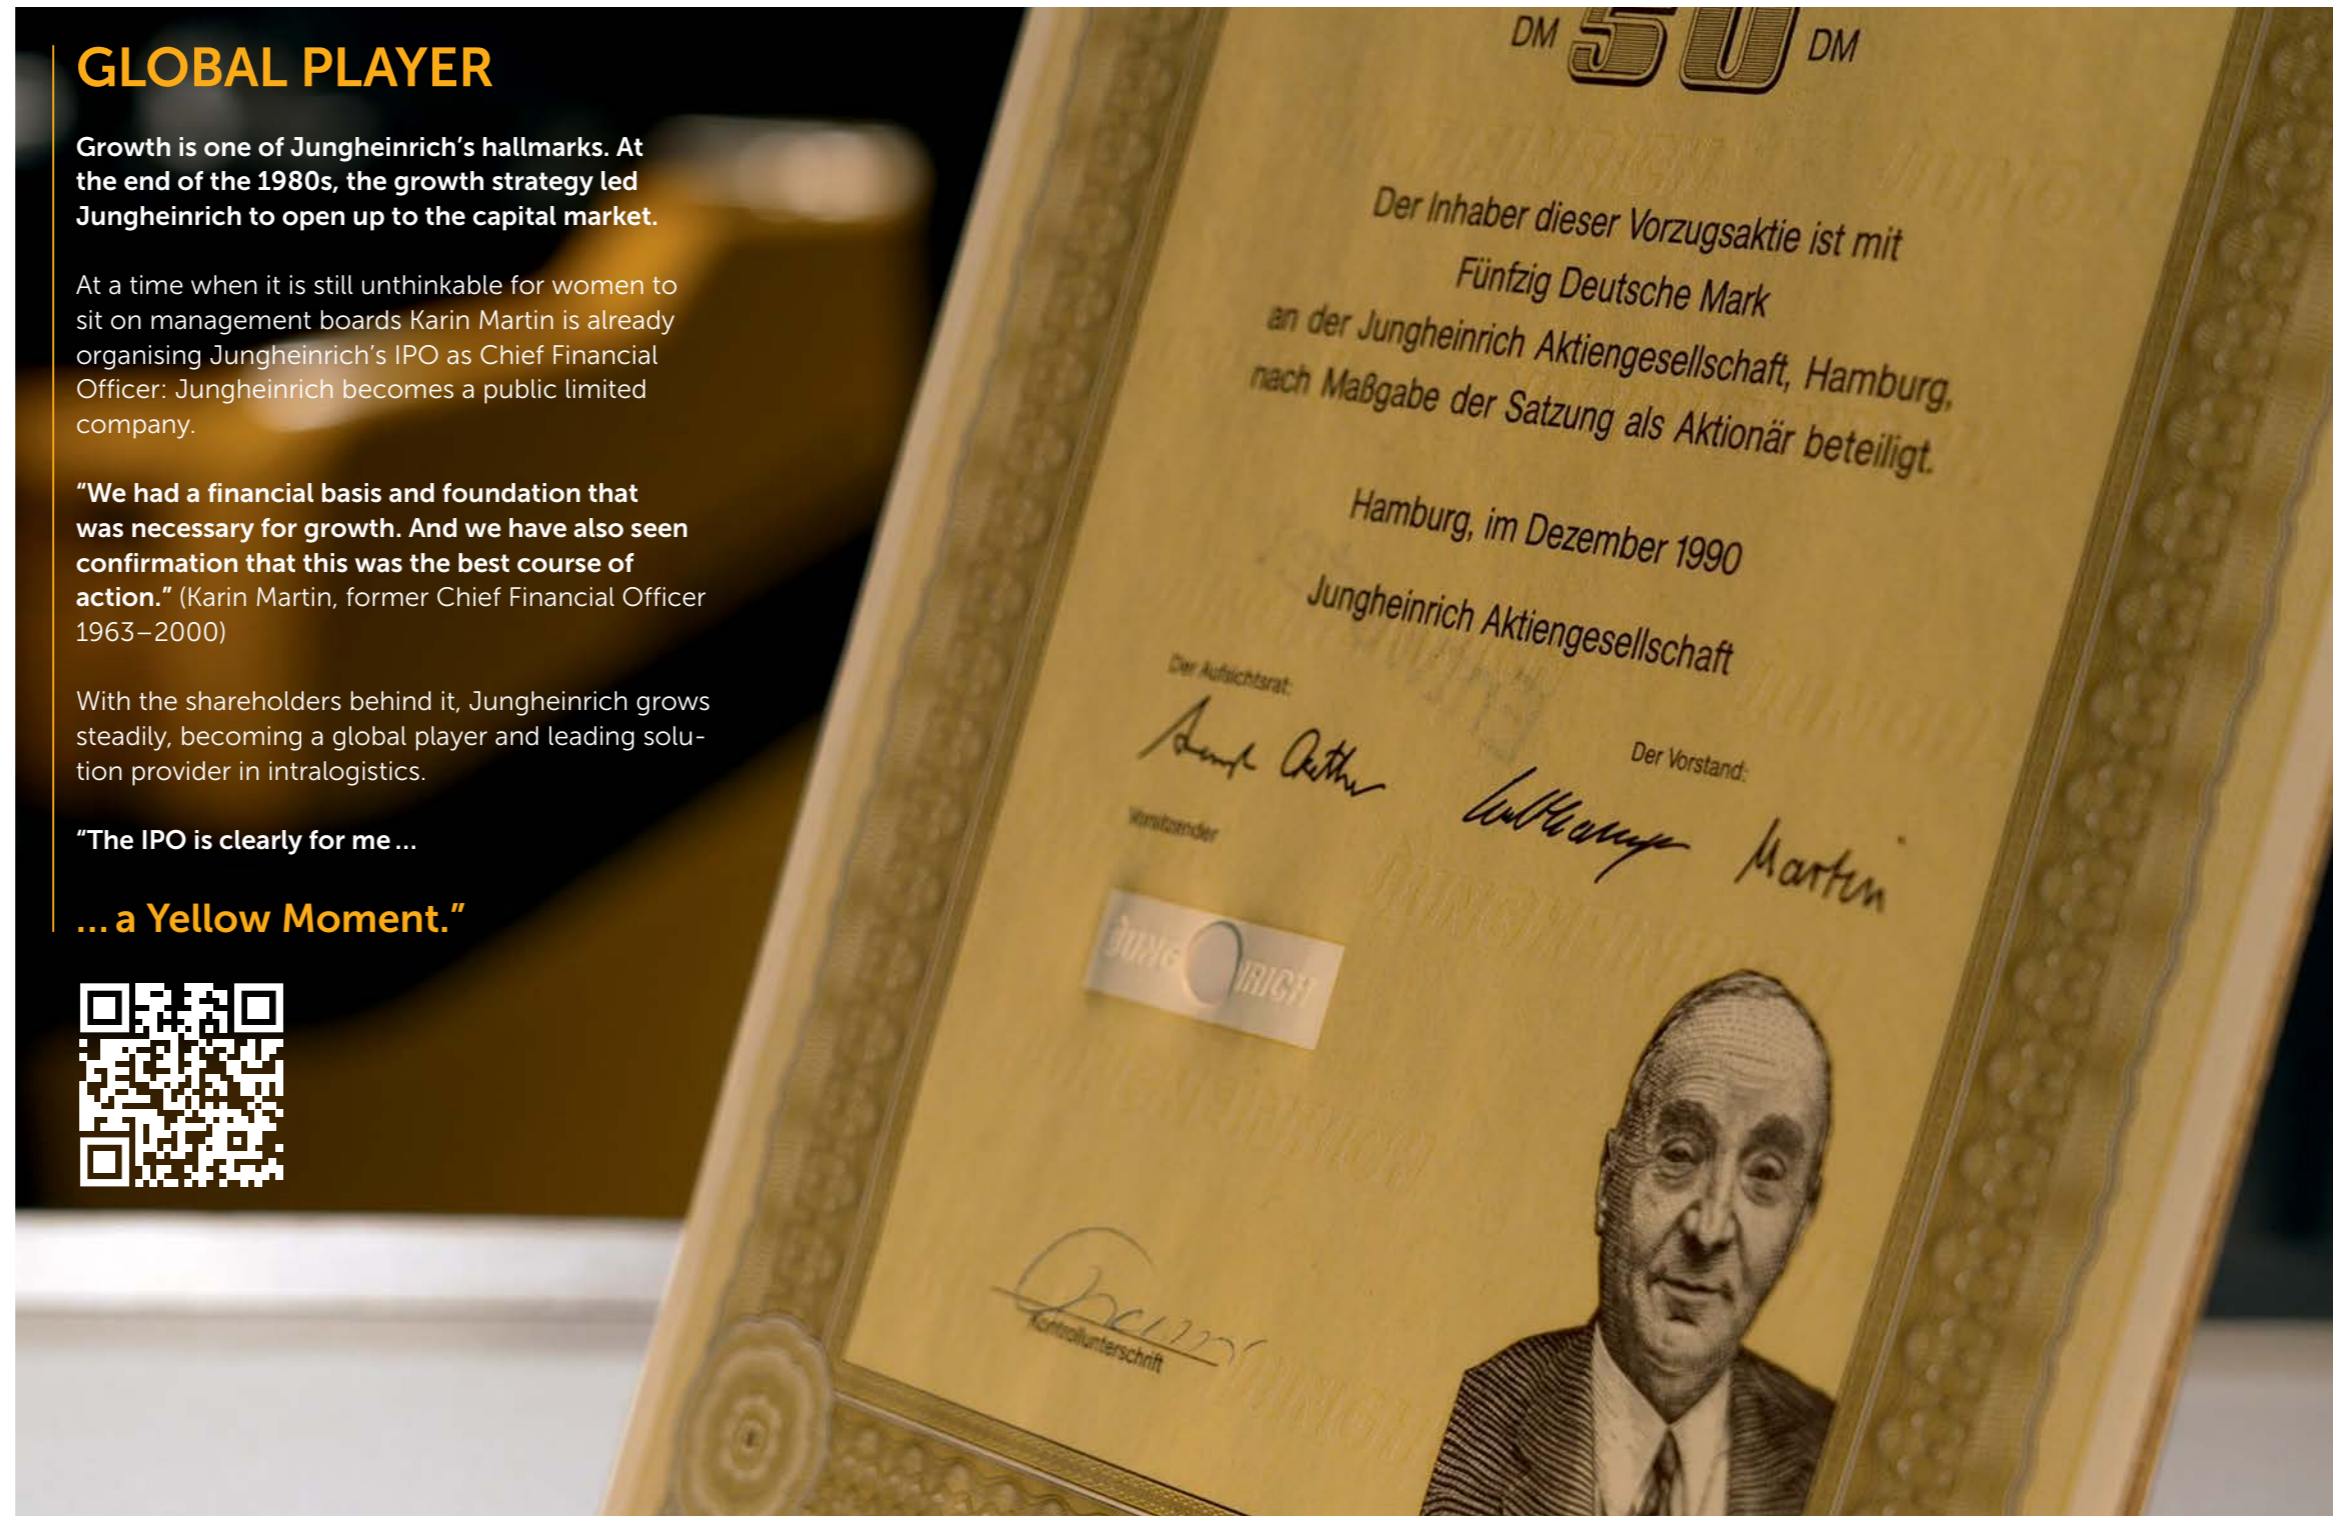 GLOBAL PLAYER
Growth is one of Jungheinrich’s hallmarks. At
the end of the 1980s, the growth strategy led
Jungheinrich to open up to the capital market.
At a time when it is still unthinkable for women to
sit on management boards Karin Martin is already
organising Jungheinrich’s IPO as Chief Financial
Officer: Jungheinrich becomes a public limited
company.
“We had a financial basis and foundation that
was necessary for growth. And we have also seen
confirmation that this was the best course of
action.” (Karin Martin, former Chief Financial Officer
1963–2000)
With the shareholders behind it, Jungheinrich grows
steadily, becoming a global player and leading solu-
tion provider in intralogistics.
“The IPO is clearly for me ...
... a Yellow Moment.”
DM 50 DM
Der Inhaber dieser Vorzugsaktie ist mit
Fünfzig Deutsche Mark
an der Jungheinrich Aktiengesellschaft, Hamburg,
nach Maßgabe der Satzung als Aktionär beteiligt.
Hamburg, im Dezember 1990
Jungheinrich Aktiengesellschaft
Der Aufsichtsrat:
Der Vorstand:
Martin
Vorsitzender
JUNG RICH
Kontrollunterschrift